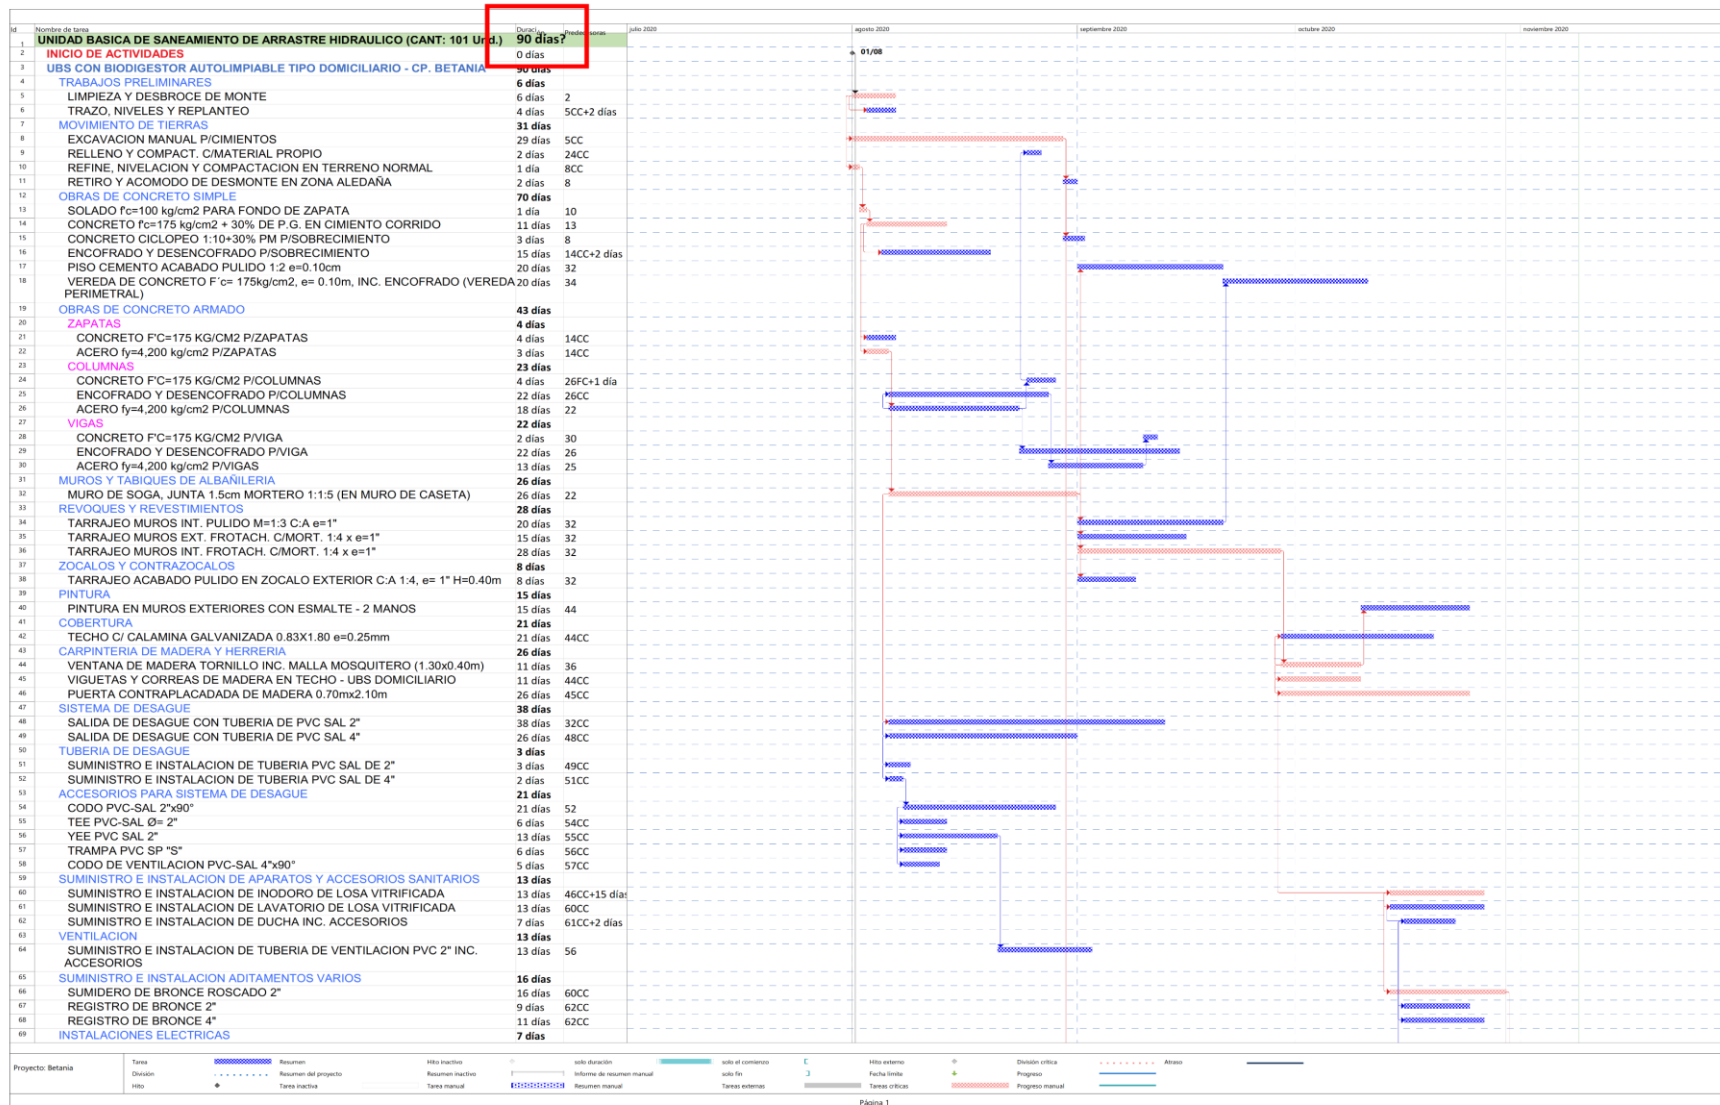 Id Nombre de tarea Duración Predecesoras julio 2020 agosto 2020 septiembre 2020 octubre 2020 noviembre 2020
1 UNIDAD BASICA DE SANEAMIENTO DE ARRASTRE HIDRAULICO (CANT: 101 Und.) 90 días?
2 INICIO DE ACTIVIDADES 0 días 01/08
3 UBS CON BIODIGESTOR AUTOLIMPIABLE TIPO DOMICILIARIO - CP. BETANIA 90 días
4 TRABAJOS PRELIMINARES 6 días
5 LIMPIEZA Y DESBROCE DE MONTE 6 días 2
6 TRAZO, NIVELES Y REPLANTEO 4 días 5CC+2 días
7 MOVIMIENTO DE TIERRAS 31 días
8 EXCAVACION MANUAL P/CIMIENTOS 29 días 5CC
9 RELLENO Y COMPACT. C/MATERIAL PROPIO 2 días 24CC
10 REFINE, NIVELACION Y COMPACTACION EN TERRENO NORMAL 1 día 8CC
11 RETIRO Y ACOMODO DE DESMONTE EN ZONA ALEDAÑA 2 días 8
12 OBRAS DE CONCRETO SIMPLE 70 días
13 SOLADO f'c=100 kg/cm2 PARA FONDO DE ZAPATA 1 día 10
14 CONCRETO f'c=175 kg/cm2 + 30% DE P.G. EN CIMIENTO CORRIDO 11 días 13
15 CONCRETO CICLOPEO 1:10+30% PM P/SOBRECIMIENTO 3 días 8
16 ENCOFRADO Y DESENCOFRADO P/SOBRECIMIENTO 15 días 14CC+2 días
17 PISO CEMENTO ACABADO PULIDO 1:2 e=0.10cm 20 días 32
18 VEREDA DE CONCRETO F´c= 175kg/cm2, e= 0.10m, INC. ENCOFRADO (VEREDA 20 días 34
PERIMETRAL)
19 OBRAS DE CONCRETO ARMADO 43 días
20 ZAPATAS 4 días
21 CONCRETO F'C=175 KG/CM2 P/ZAPATAS 4 días 14CC
22 ACERO fy=4,200 kg/cm2 P/ZAPATAS 3 días 14CC
23 COLUMNAS 23 días
24 CONCRETO F'C=175 KG/CM2 P/COLUMNAS 4 días 26FC+1 día
25 ENCOFRADO Y DESENCOFRADO P/COLUMNAS 22 días 26CC
26 ACERO fy=4,200 kg/cm2 P/COLUMNAS 18 días 22
27 VIGAS 22 días
28 CONCRETO F'C=175 KG/CM2 P/VIGA 2 días 30
29 ENCOFRADO Y DESENCOFRADO P/VIGA 22 días 26
30 ACERO fy=4,200 kg/cm2 P/VIGAS 13 días 25
31 MUROS Y TABIQUES DE ALBAÑILERIA 26 días
32 MURO DE SOGA, JUNTA 1.5cm MORTERO 1:1:5 (EN MURO DE CASETA) 26 días 22
33 REVOQUES Y REVESTIMIENTOS 28 días
34 TARRAJEO MUROS INT. PULIDO M=1:3 C:A e=1" 20 días 32
35 TARRAJEO MUROS EXT. FROTACH. C/MORT. 1:4 x e=1" 15 días 32
36 TARRAJEO MUROS INT. FROTACH. C/MORT. 1:4 x e=1" 28 días 32
37 ZOCALOS Y CONTRAZOCALOS 8 días
38 TARRAJEO ACABADO PULIDO EN ZOCALO EXTERIOR C:A 1:4, e= 1" H=0.40m 8 días 32
39 PINTURA 15 días
40 PINTURA EN MUROS EXTERIORES CON ESMALTE - 2 MANOS 15 días 44
41 COBERTURA 21 días
42 TECHO C/ CALAMINA GALVANIZADA 0.83X1.80 e=0.25mm 21 días 44CC
43 CARPINTERIA DE MADERA Y HERRERIA 26 días
44 VENTANA DE MADERA TORNILLO INC. MALLA MOSQUITERO (1.30x0.40m) 11 días 36
45 VIGUETAS Y CORREAS DE MADERA EN TECHO - UBS DOMICILIARIO 11 días 44CC
46 PUERTA CONTRAPLACADADA DE MADERA 0.70mx2.10m 26 días 45CC
47 SISTEMA DE DESAGUE 38 días
48 SALIDA DE DESAGUE CON TUBERIA DE PVC SAL 2" 38 días 32CC
49 SALIDA DE DESAGUE CON TUBERIA DE PVC SAL 4" 26 días 48CC
50 TUBERIA DE DESAGUE 3 días
51 SUMINISTRO E INSTALACION DE TUBERIA PVC SAL DE 2" 3 días 49CC
52 SUMINISTRO E INSTALACION DE TUBERIA PVC SAL DE 4" 2 días 51CC
53 ACCESORIOS PARA SISTEMA DE DESAGUE 21 días
54 CODO PVC-SAL 2"x90° 21 días 52
55 TEE PVC-SAL Ø= 2" 6 días 54CC
56 YEE PVC SAL 2" 13 días 55CC
57 TRAMPA PVC SP "S" 6 días 56CC
58 CODO DE VENTILACION PVC-SAL 4"x90° 5 días 57CC
59 SUMINISTRO E INSTALACION DE APARATOS Y ACCESORIOS SANITARIOS 13 días
60 SUMINISTRO E INSTALACION DE INODORO DE LOSA VITRIFICADA 13 días 46CC+15 días
61 SUMINISTRO E INSTALACION DE LAVATORIO DE LOSA VITRIFICADA 13 días 60CC
62 SUMINISTRO E INSTALACION DE DUCHA INC. ACCESORIOS 7 días 61CC+2 días
63 VENTILACION 13 días
64 SUMINISTRO E INSTALACION DE TUBERIA DE VENTILACION PVC 2" INC. 13 días 56
ACCESORIOS
65 SUMINISTRO E INSTALACION ADITAMENTOS VARIOS 16 días
66 SUMIDERO DE BRONCE ROSCADO 2" 16 días 60CC
67 REGISTRO DE BRONCE 2" 9 días 62CC
68 REGISTRO DE BRONCE 4" 11 días 62CC
69 INSTALACIONES ELECTRICAS 7 días
Proyecto: Betania
Tarea Resumen Hito inactivo solo duración solo el comienzo Hito externo División crítica Atraso
División Resumen del proyecto Resumen inactivo Informe de resumen manual solo fin Fecha límite Progreso
Hito Tarea inactiva Tarea manual Resumen manual Tareas externas Tareas críticas Progreso manual
Página 1